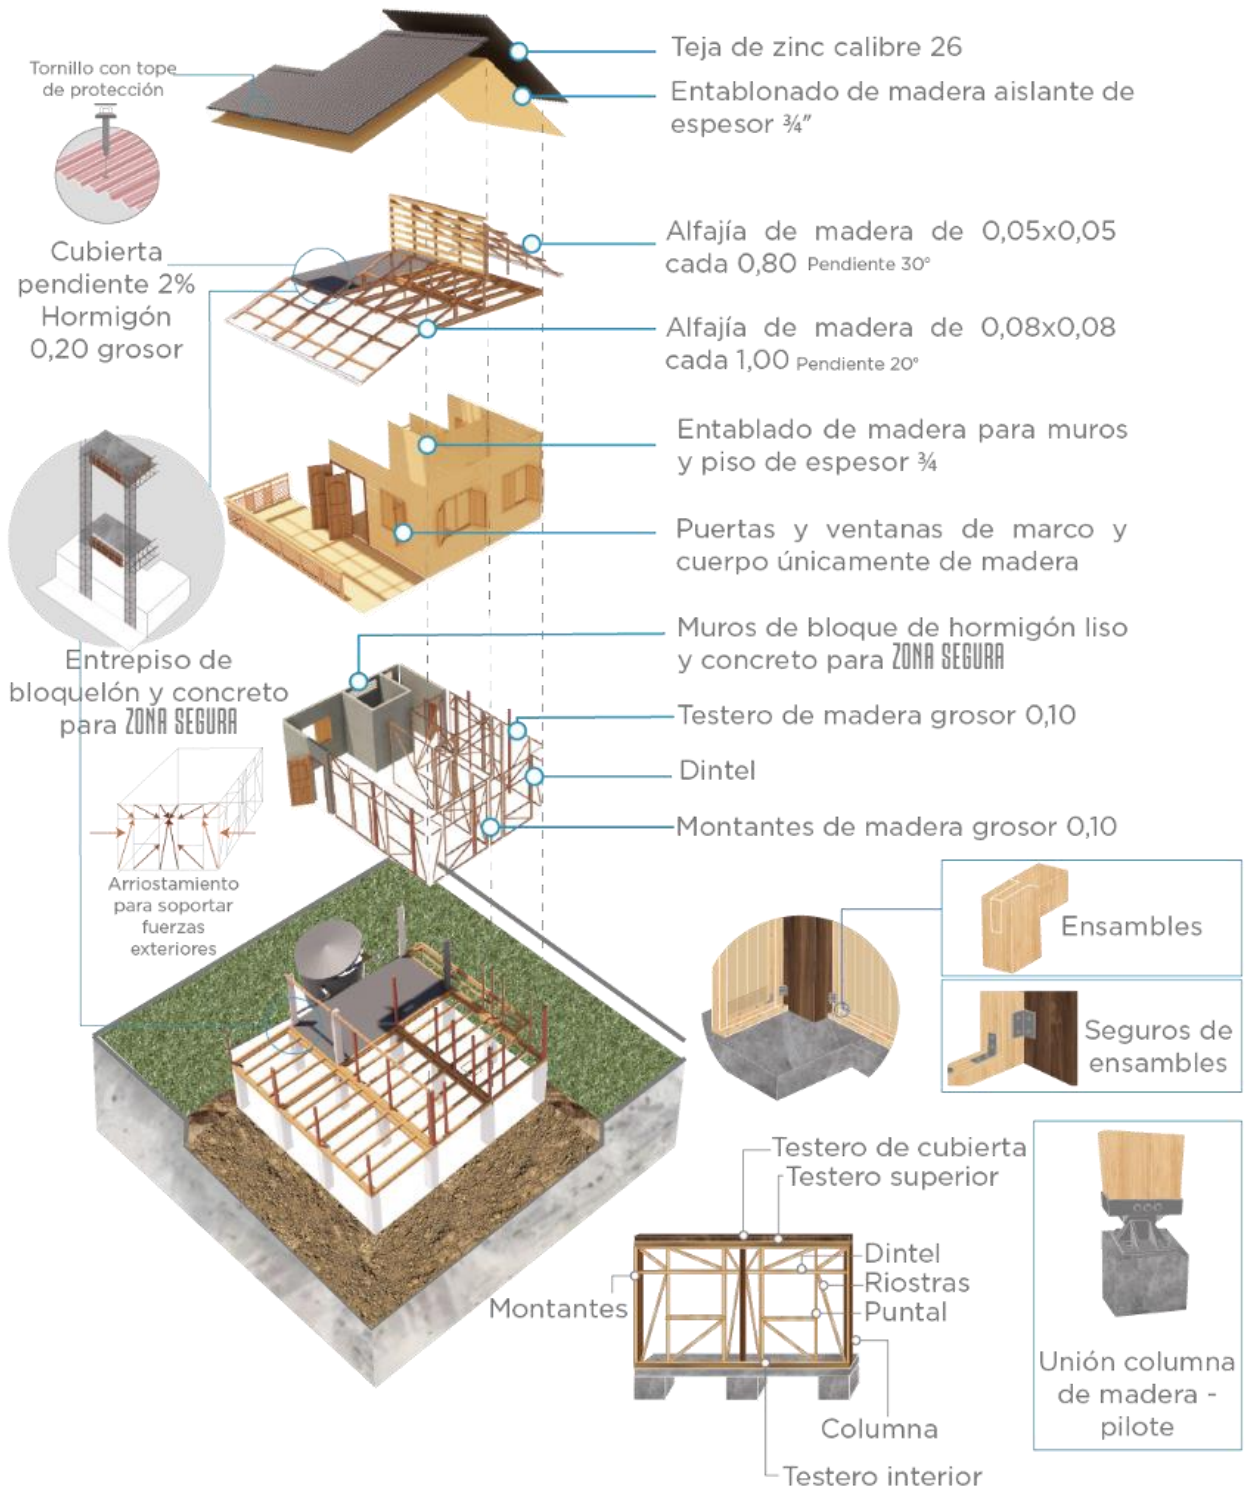 Teja de zinc calibre 26
Entablonado de madera aislante de
espesor ¾"
Tornillo con tope
de protección
Cubierta
pendiente 2%
Hormigón
0,20 grosor
Alfajía de madera de 0,05x0,05
cada 0,80 Pendiente 30°
Alfajía de madera de 0,08x0,08
cada 1,00 Pendiente 20°
Entablado de madera para muros
y piso de espesor ¾
Puertas y ventanas de marco y
cuerpo únicamente de madera
Muros de bloque de hormigón liso
y concreto para ZONA SEGURA
Entrepiso de
bloquelón y concreto
para ZONA SEGURA
Testero de madera grosor 0,10
Dintel
Montantes de madera grosor 0,10
Arriostamiento
para soportar
fuerzas
exteriores
Ensambles
Seguros de
ensambles
Testero de cubierta
Testero superior
Dintel
Riostras
Puntal
Montantes
Columna
Testero interior
Unión columna
de madera -
pilote